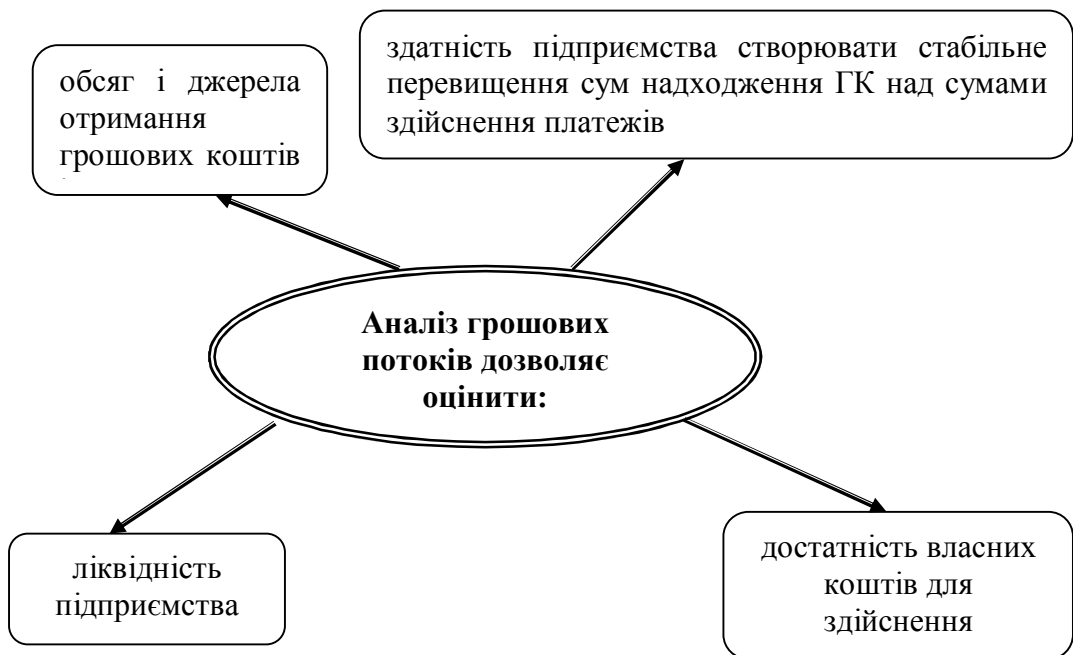 обсяг і джерела
отримання
грошових коштів
здатність підприємства створювати стабільне
перевищення сум надходження ГК над сумами
здійснення платежів
Аналіз грошових
потоків дозволяє
оцінити:
ліквідність
підприємства
достатність власних
коштів для
здійснення